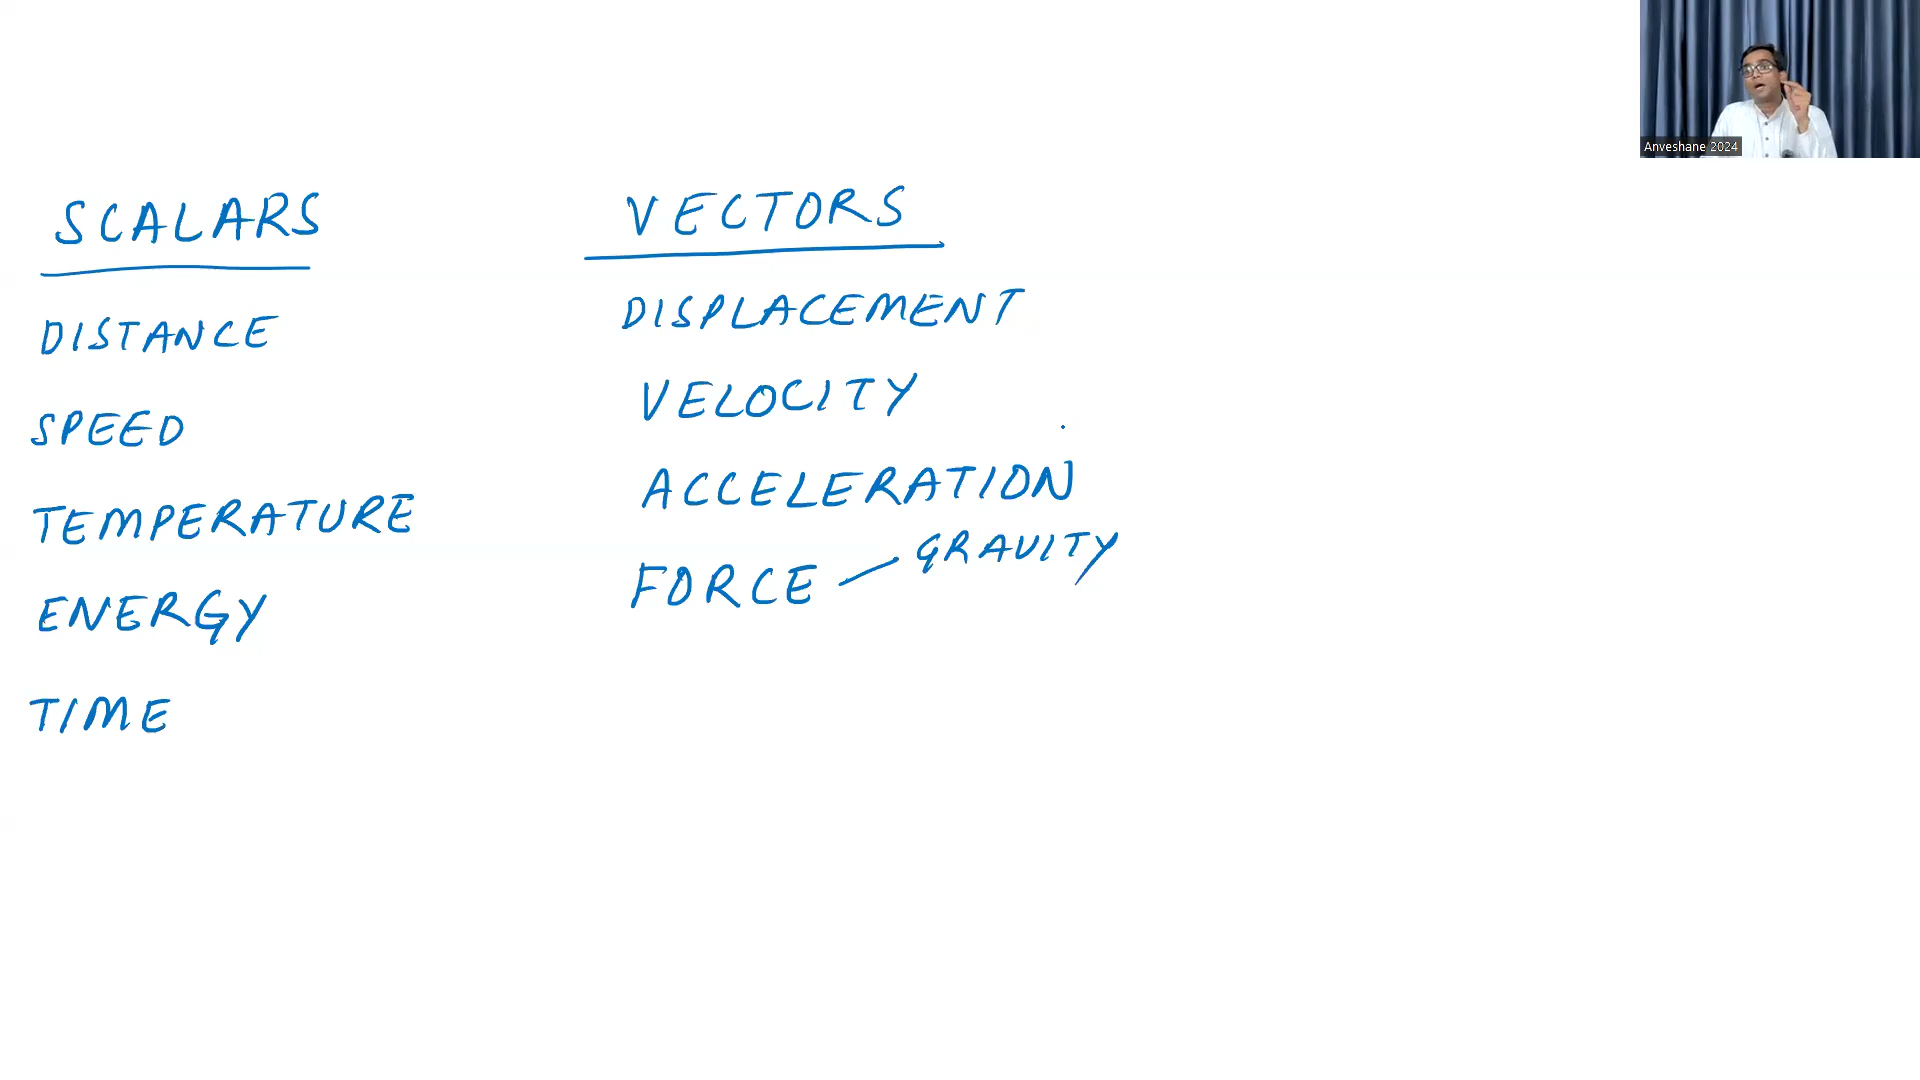 Anveshane 2024
SCALARS
DISTANCE
SPEED
TEMPERATURE
ENERGY
TIME
VECTORS
DISPLACEMENT
VELOCITY
ACCELERATION
FORCE — GRAVITY